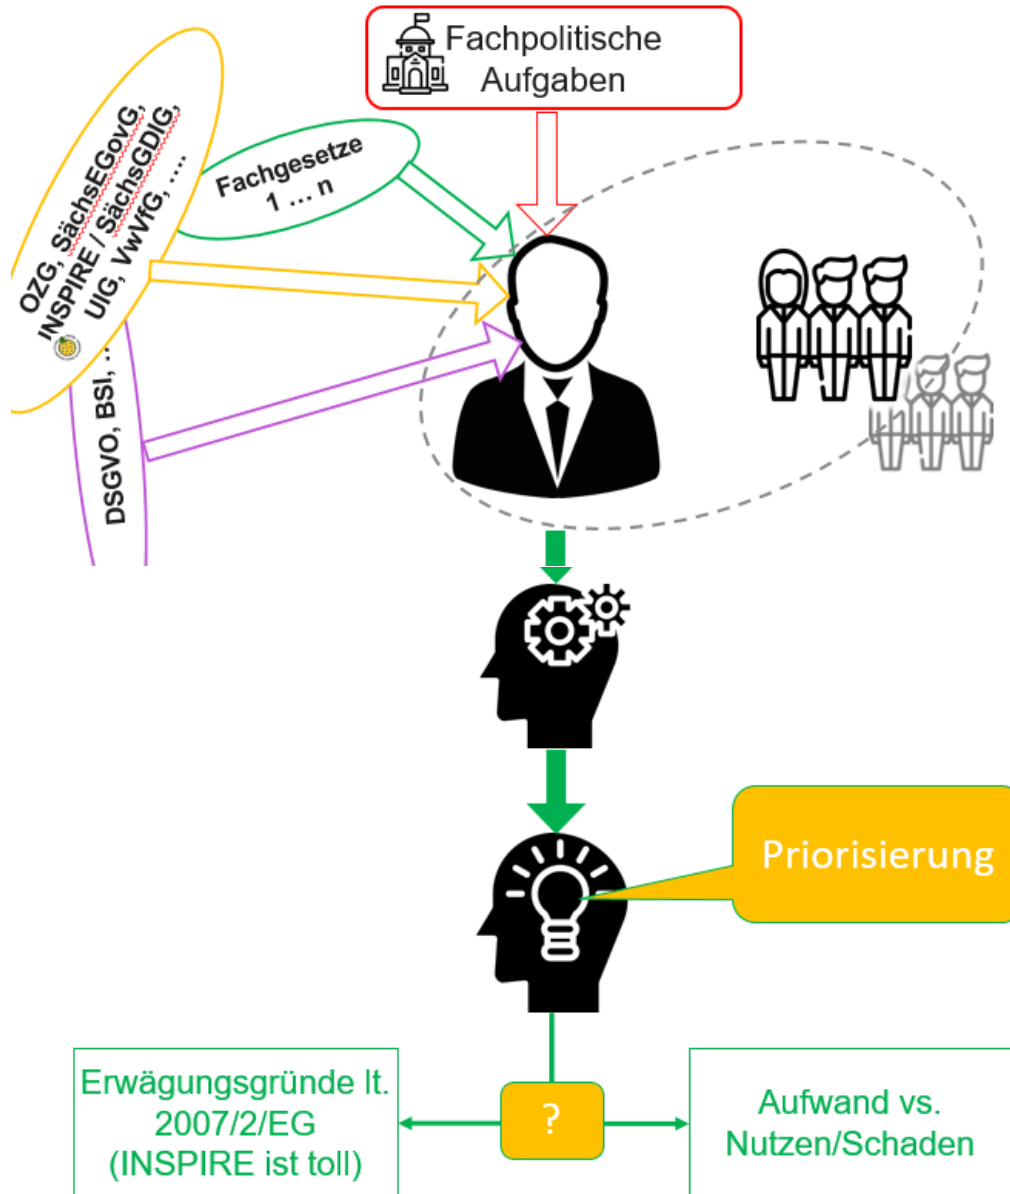 Fachpolitische
Aufgaben
OZG, SächsEGovG,
INSPIRE / SächsGDIG,
UIG, VwVfG, ....
Fachgesetze
1 ... n
DSGVO, BSI, ..
Priorisierung
Erwägungsgründe lt.
2007/2/EG
(INSPIRE ist toll)
?
Aufwand vs.
Nutzen/Schaden